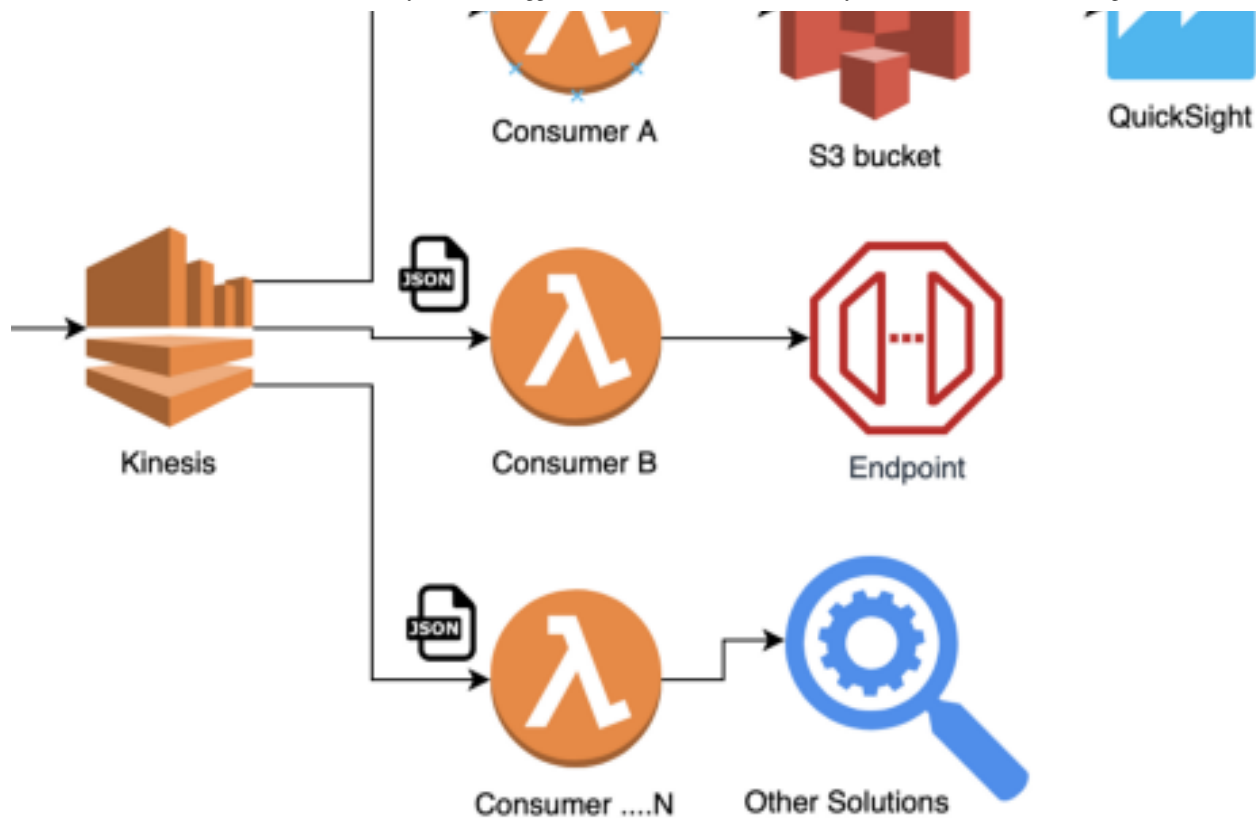 Consumer A
S3 bucket
QuickSight
JSON
Kinesis
Consumer B
Endpoint
JSON
Consumer ....N
Other Solutions